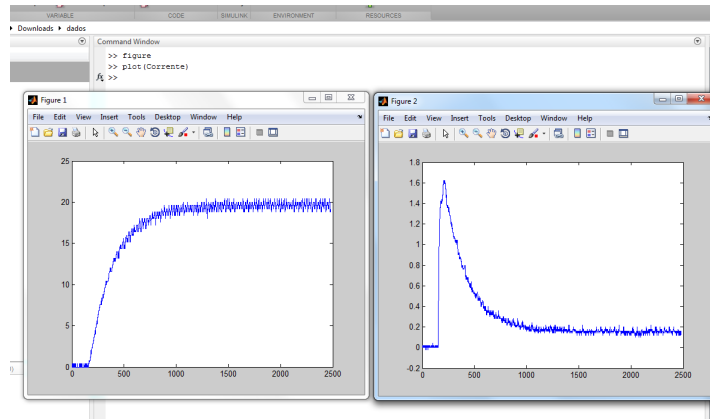 VARIABLE CODE SIMULINK ENVIRONMENT RESOURCES
Downloads dados
Command Window
>> figure
>> plot(Corrente)
fx >>
Figure 1
File Edit View Insert Tools Desktop Window Help
25
20
15
10
5
0
0 500 1000 1500 2000 2500
Figure 2
File Edit View Insert Tools Desktop Window Help
1.8
1.6
1.4
1.2
1
0.8
0.6
0.4
0.2
0
-0.2
0 500 1000 1500 2000 2500